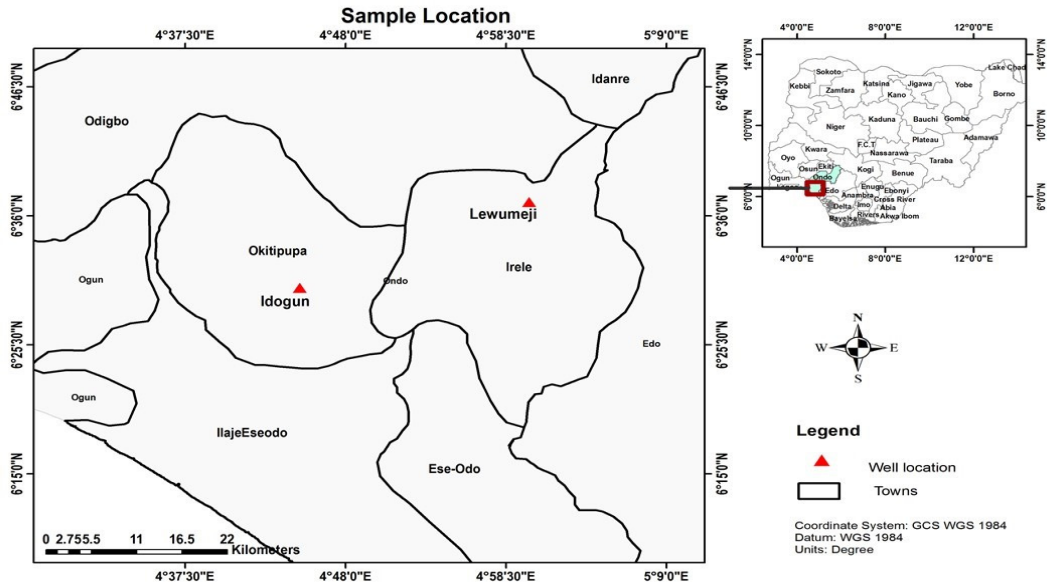 Sample Location
4°37'30"E 4°48'0"E 4°58'30"E 5°9'0"E
6°46'30"N
6°36'0"N
6°25'30"N
6°15'0"N
Idanre
Odigbo
Lewumeji
Okitipupa
Irele
Ogun
Ondo
Idogun
Edo
Ogun
IlajeEseodo
Ese-Odo
0 2.755.5 11 16.5 22
Kilometers
6°46'30"N
6°36'0"N
6°25'30"N
6°15'0"N
4°37'30"E 4°48'0"E 4°58'30"E 5°9'0"E
4°0'0"E 8°0'0"E 12°0'0"E
14°0'0"N
10°0'0"N
6°0'0"N
Lake Chad
Sokoto
Katsina
Jigawa
Yobe
Kebbi
Zamfara
Kano
Borno
Kaduna
Bauchi
Gombe
Niger
Adamawa
Plateau
F.C.T
Kwara
Nassarawa
Oyo
Taraba
Ekiti
Osun
Kogi
Benue
Ogun
Ondo
Enugu
Edo
Ebonyi
Anambra
Cross River
Delta
Imo
Abia
Rivers
Akwa Ibom
Bayelsa
14°0'0"N
10°0'0"N
6°0'0"N
4°0'0"E 8°0'0"E 12°0'0"E
N
W E
S
Legend
Well location
Towns
Coordinate System: GCS WGS 1984
Datum: WGS 1984
Units: Degree